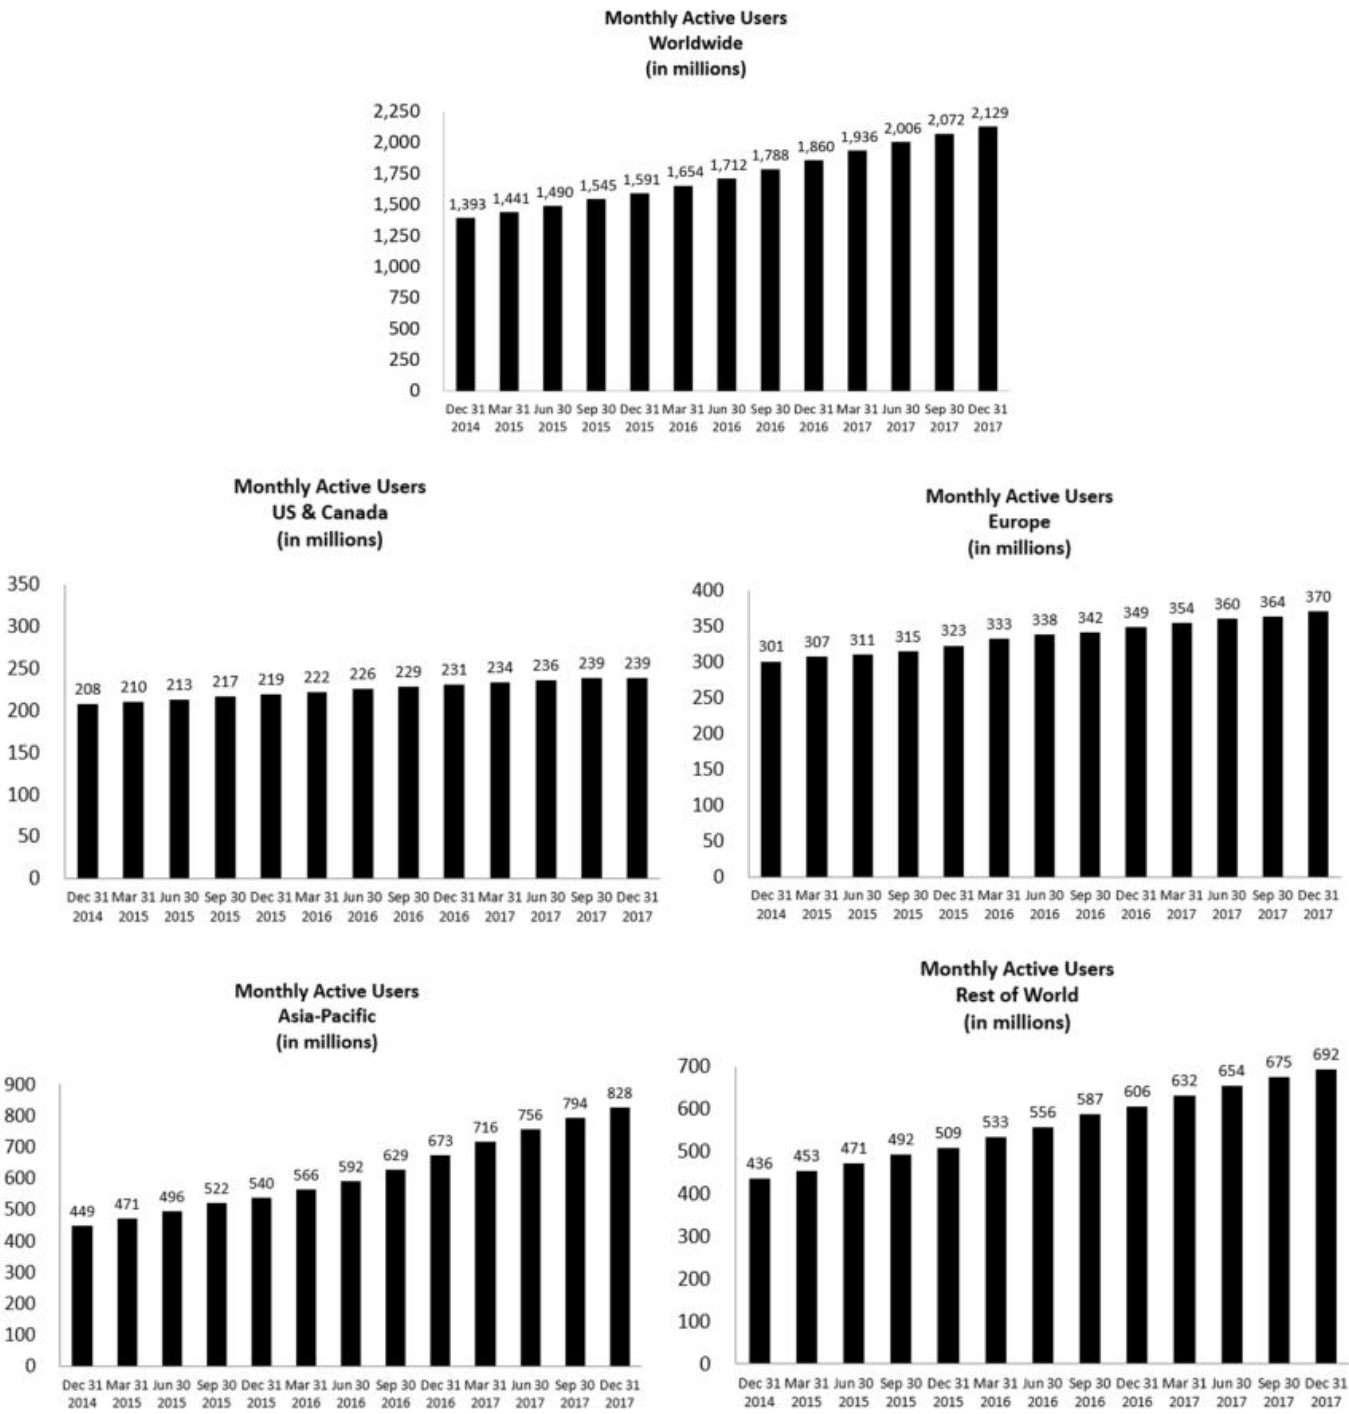 Monthly Active Users
Worldwide
(in millions)
2,250
2,000
1,750
1,500
1,250
1,000
750
500
250
0
1,393 1,441 1,490 1,545 1,591 1,654 1,712 1,788 1,860 1,936 2,006 2,072 2,129
Dec 31 Mar 31 Jun 30 Sep 30 Dec 31 Mar 31 Jun 30 Sep 30 Dec 31 Mar 31 Jun 30 Sep 30 Dec 31
2014 2015 2015 2015 2015 2016 2016 2016 2016 2017 2017 2017 2017
Monthly Active Users
US & Canada
(in millions)
350
300
250
200
150
100
50
0
208 210 213 217 219 222 226 229 231 234 236 239 239
Dec 31 Mar 31 Jun 30 Sep 30 Dec 31 Mar 31 Jun 30 Sep 30 Dec 31 Mar 31 Jun 30 Sep 30 Dec 31
2014 2015 2015 2015 2015 2016 2016 2016 2016 2017 2017 2017 2017
Monthly Active Users
Europe
(in millions)
400
350
300
250
200
150
100
50
0
301 307 311 315 323 333 338 342 349 354 360 364 370
Dec 31 Mar 31 Jun 30 Sep 30 Dec 31 Mar 31 Jun 30 Sep 30 Dec 31 Mar 31 Jun 30 Sep 30 Dec 31
2014 2015 2015 2015 2015 2016 2016 2016 2016 2017 2017 2017 2017
Monthly Active Users
Asia-Pacific
(in millions)
900
800
700
600
500
400
300
200
100
0
449 471 496 522 540 566 592 629 673 716 756 794 828
Dec 31 Mar 31 Jun 30 Sep 30 Dec 31 Mar 31 Jun 30 Sep 30 Dec 31 Mar 31 Jun 30 Sep 30 Dec 31
2014 2015 2015 2015 2015 2016 2016 2016 2016 2017 2017 2017 2017
Monthly Active Users
Rest of World
(in millions)
700
600
500
400
300
200
100
0
436 453 471 492 509 533 556 587 606 632 654 675 692
Dec 31 Mar 31 Jun 30 Sep 30 Dec 31 Mar 31 Jun 30 Sep 30 Dec 31 Mar 31 Jun 30 Sep 30 Dec 31
2014 2015 2015 2015 2015 2016 2016 2016 2016 2017 2017 2017 2017